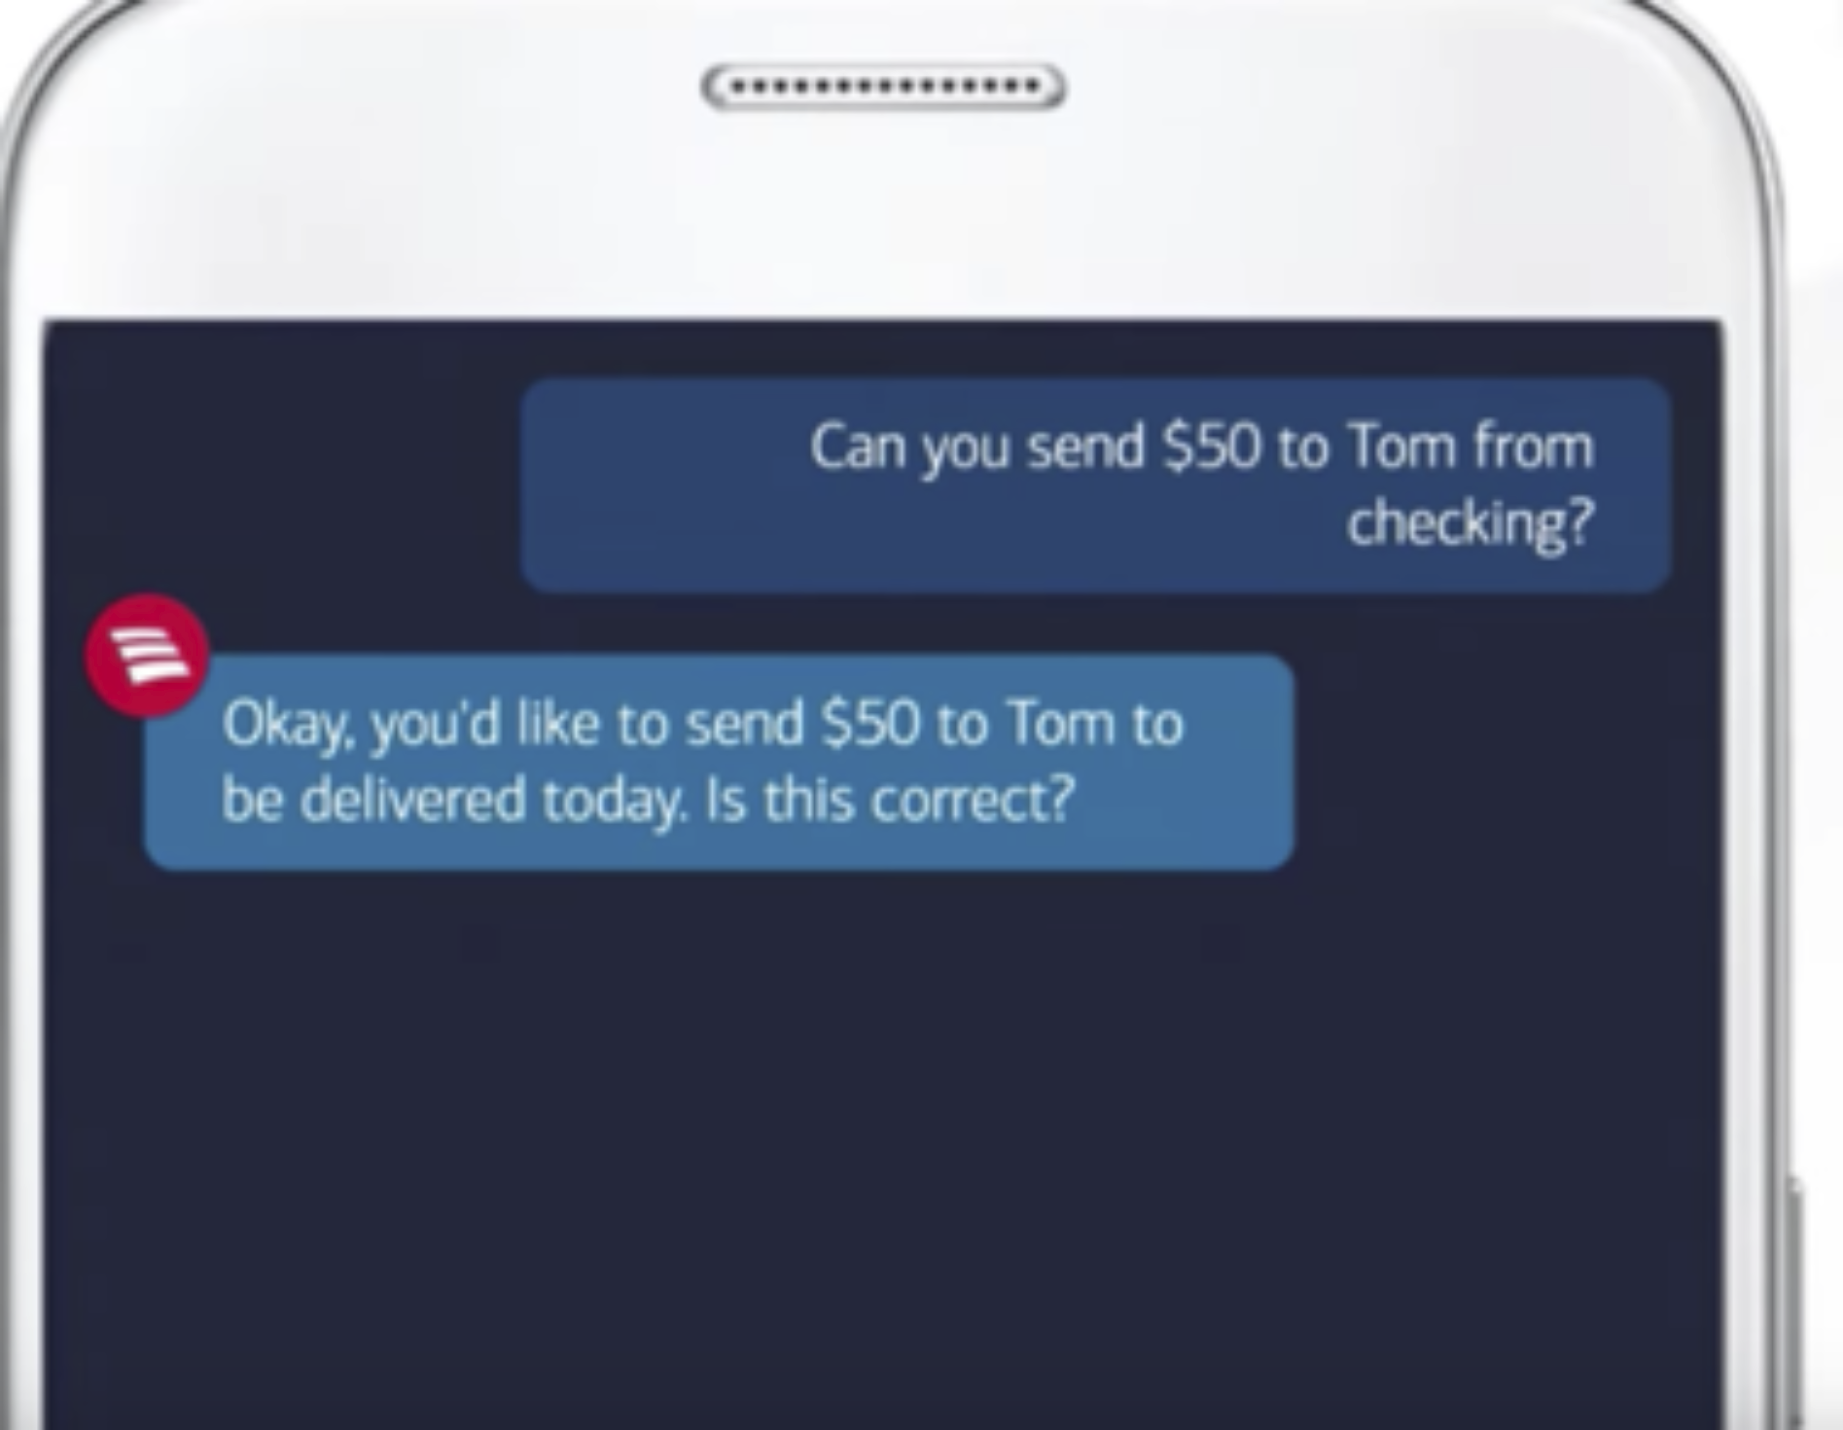 Can you send $50 to Tom from
checking?
Okay, you'd like to send $50 to Tom to
be delivered today. Is this correct?